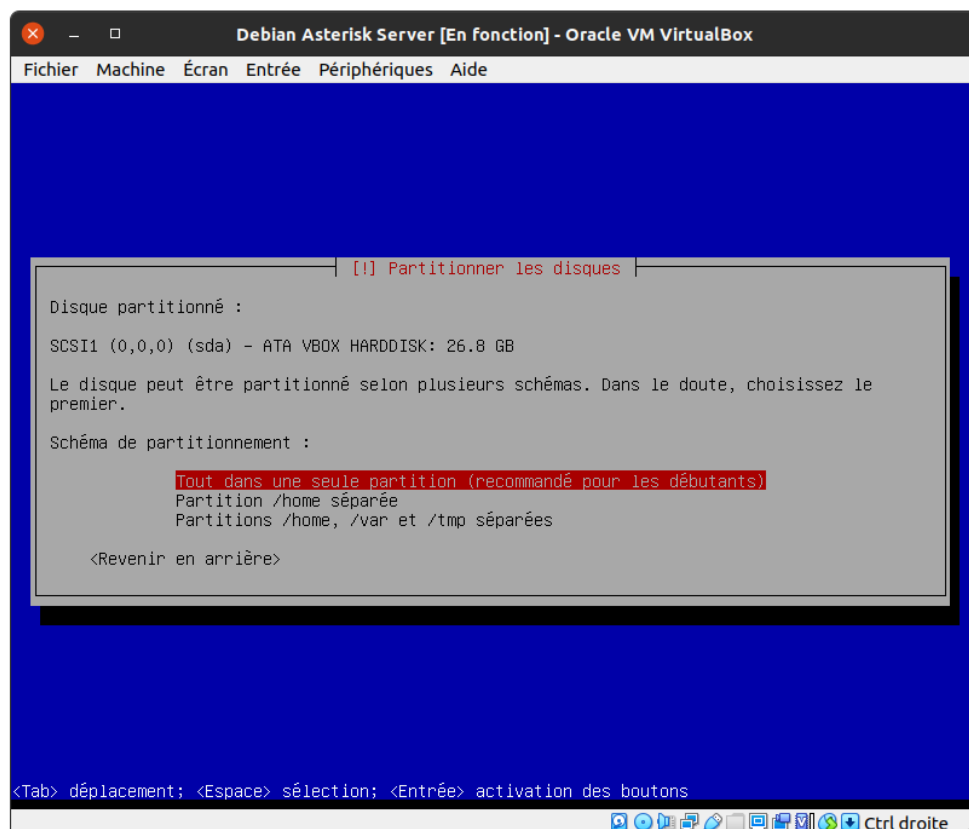 Debian Asterisk Server [En fonction] - Oracle VM VirtualBox
Fichier Machine Écran Entrée Périphériques Aide
[!] Partitionner les disques
Disque partitionné :
SCSI1 (0,0,0) (sda) – ATA VBOX HARDDISK: 26.8 GB
Le disque peut être partitionné selon plusieurs schémas. Dans le doute, choisissez le
premier.
Schéma de partitionnement :
Tout dans une seule partition (recommandé pour les débutants)
Partition /home séparée
Partitions /home, /var et /tmp séparées
<Revenir en arrière>
<Tab> déplacement; <Espace> sélection; <Entrée> activation des boutons
Ctrl droite